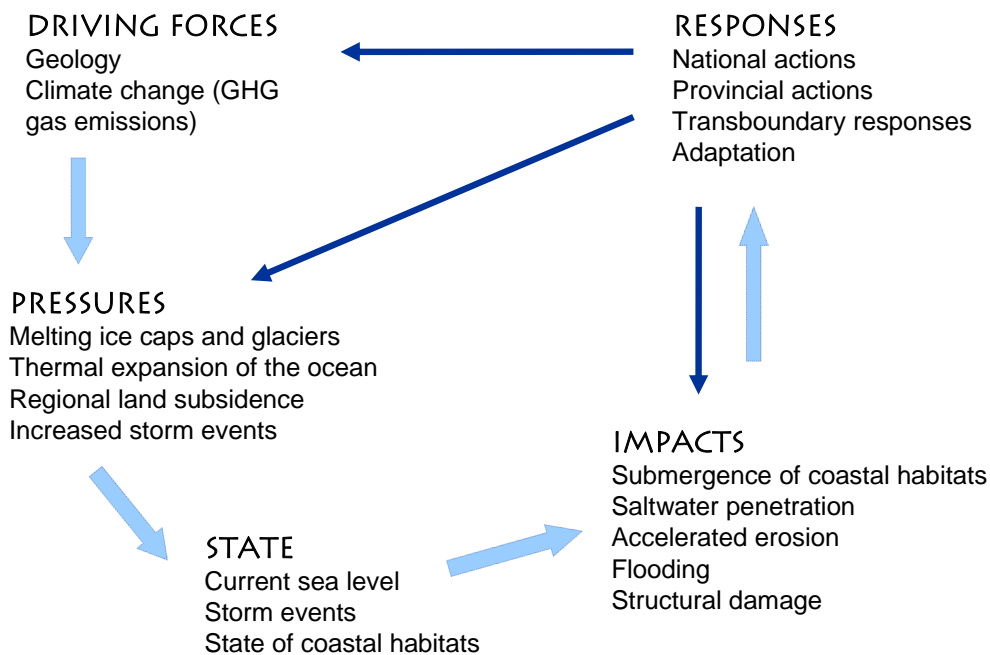 DRIVING FORCES
Geology
Climate change (GHG
gas emissions)
RESPONSES
National actions
Provincial actions
Transboundary responses
Adaptation
PRESSURES
Melting ice caps and glaciers
Thermal expansion of the ocean
Regional land subsidence
Increased storm events
STATE
Current sea level
Storm events
State of coastal habitats
IMPACTS
Submergence of coastal habitats
Saltwater penetration
Accelerated erosion
Flooding
Structural damage